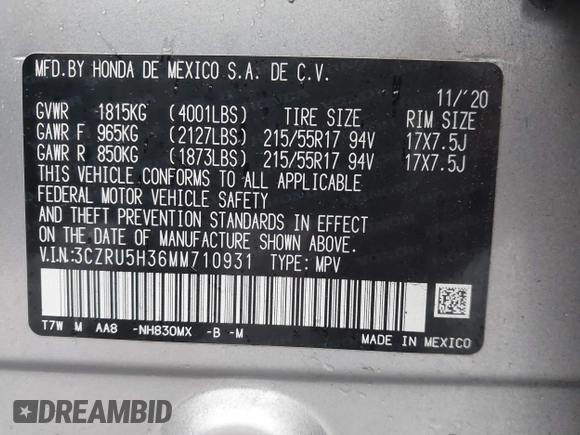 MFD.BY HONDA DE MEXICO S.A. DE C.V.
11/'20
GVWR 1815KG (4001LBS) TIRE SIZE RIM SIZE
GAWR F 965KG (2127LBS) 215/55R17 94V 17X7.5J
GAWR R 850KG (1873LBS) 215/55R17 94V 17X7.5J
THIS VEHICLE CONFORMS TO ALL APPLICABLE
FEDERAL MOTOR VEHICLE SAFETY
AND THEFT PREVENTION STANDARDS IN EFFECT
ON THE DATE OF MANUFACTURE SHOWN ABOVE.
V.I.N:3CZRU5H36MM710931 TYPE: MPV
T7W M AA8 -NH830MX -B -M
MADE IN MEXICO
DREAMBID